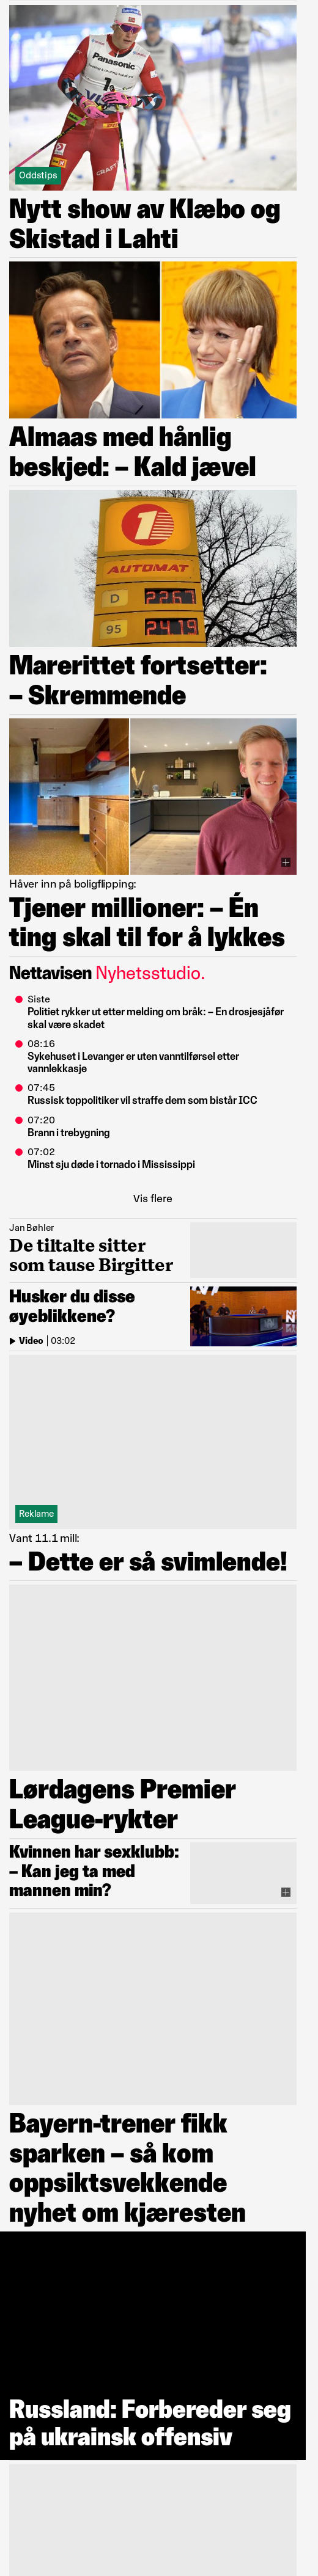 Panasonic
1
CRAFT
Oddstips
Nytt show av Klæbo og
Skistad i Lahti
Almaas med hånlig
beskjed: – Kald jævel
1
AUTOMAT
D 2267
95 2419
Marerittet fortsetter:
– Skremmende
Håver inn på boligflipping:
Tjener millioner: – Én
ting skal til for å lykkes
Nettavisen Nyhetsstudio.
Siste
Politiet rykker ut etter melding om bråk: – En drosjesjåfør
skal være skadet
08:16
Sykehuset i Levanger er uten vanntilførsel etter
vannlekkasje
07:45
Russisk toppolitiker vil straffe dem som bistår ICC
07:20
Brann i trebygning
07:02
Minst sju døde i tornado i Mississippi
Vis flere
Jan Bøhler
De tiltalte sitter
som tause Birgitter
Husker du disse
øyeblikkene?
Video | 03:02
Reklame
Vant 11.1 mill:
– Dette er så svimlende!
Lørdagens Premier
League-rykter
Kvinnen har sexklubb:
– Kan jeg ta med
mannen min?
Bayern-trener fikk
sparken – så kom
oppsiktsvekkende
nyhet om kjæresten
Russland: Forbereder seg
på ukrainsk offensiv